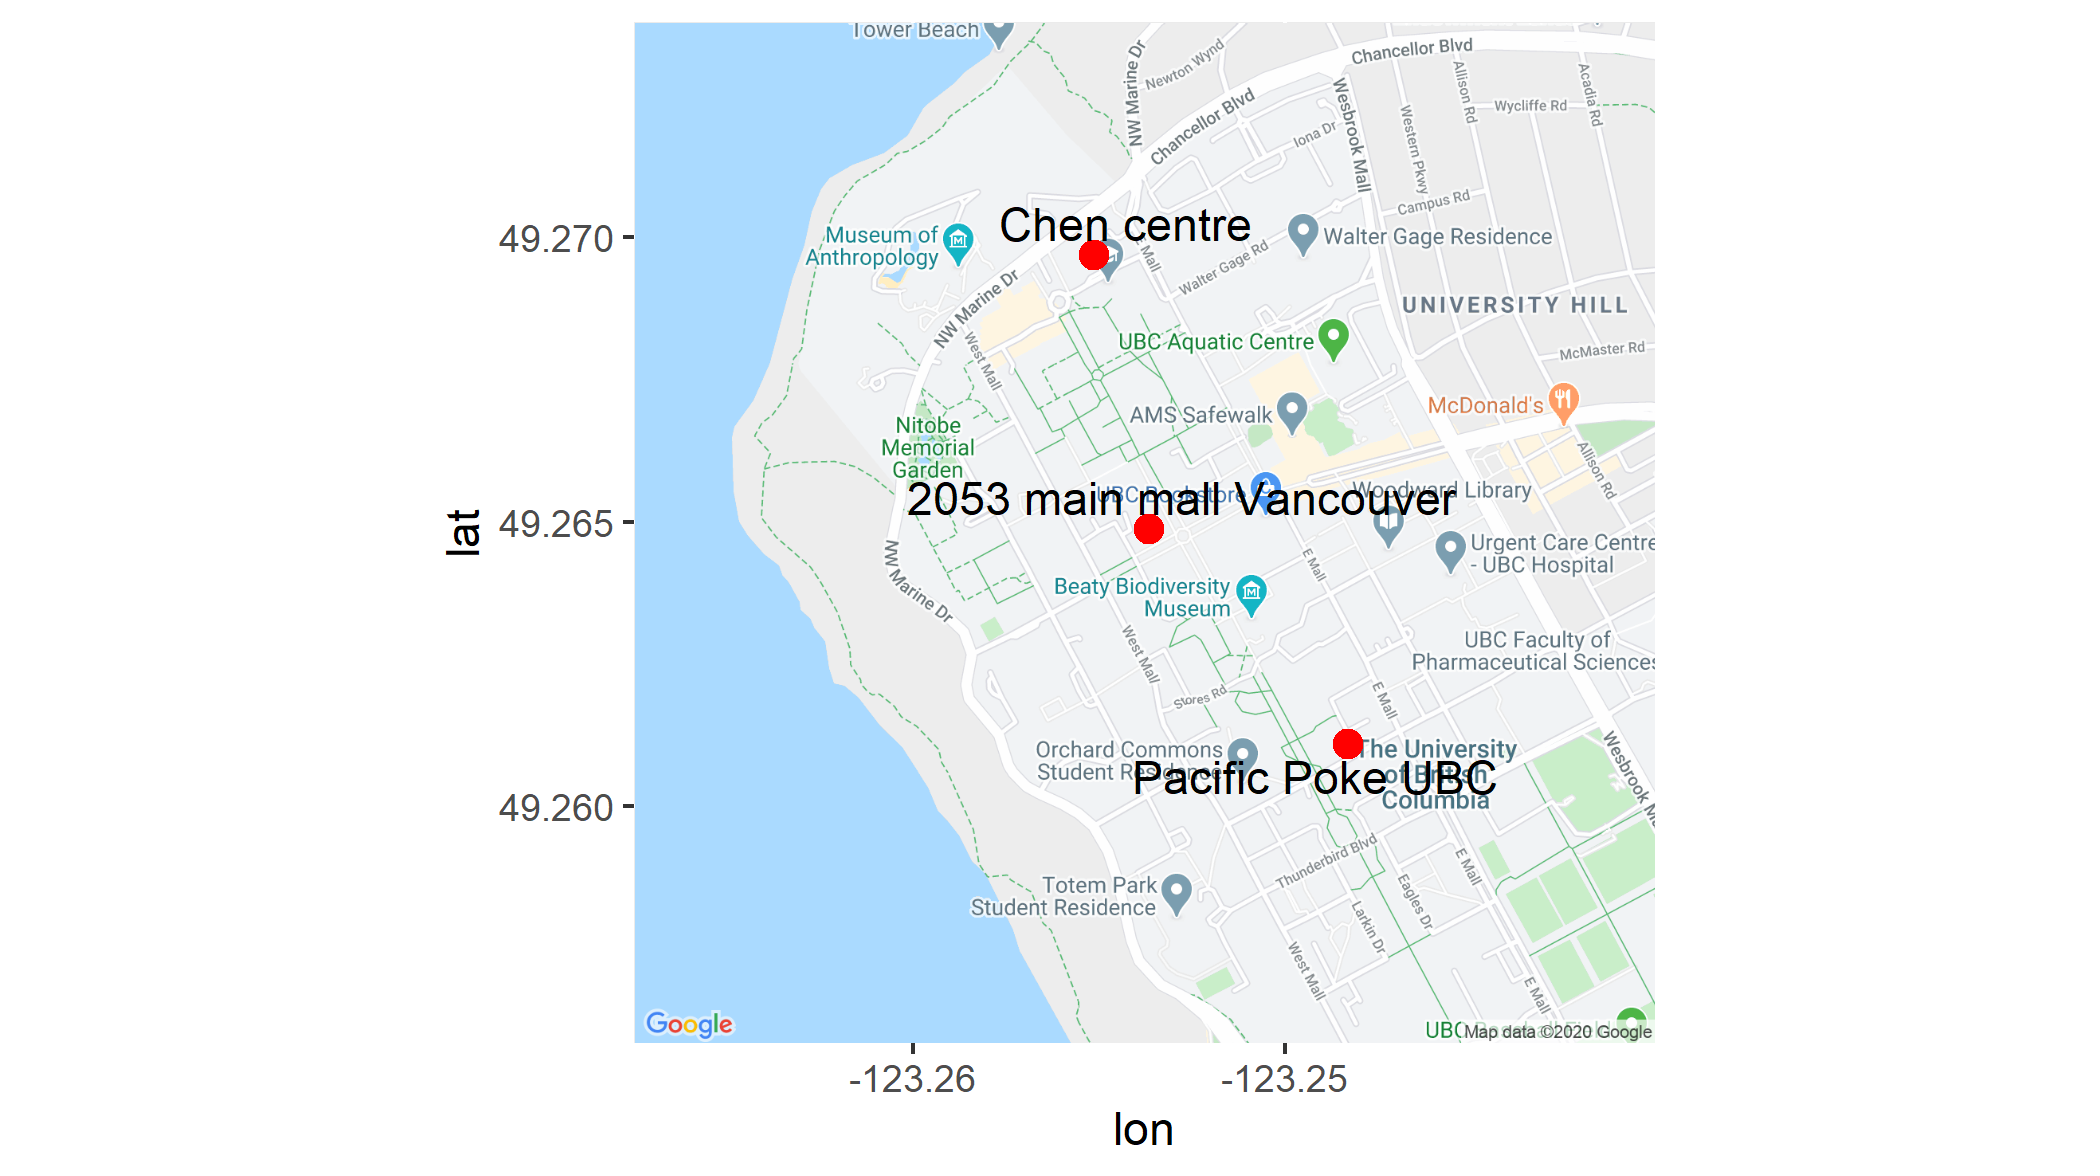 Tower Beach
NW Marine Dr
Newton Wynd
Chancellor Blvd
Chancellor Blvd
Wesbrook Mall
Iona Dr
Allison Rd
Acadia Rd
Wycliffe Rd
Western Pkwy
Campus Rd
49.270
Museum of
Anthropology
Chen centre
E Mall
Walter Gage Rd
Walter Gage Residence
NW Marine Dr
UNIVERSITY HILL
West Mall
UBC Aquatic Centre
McMaster Rd
AMS Safewalk
McDonald's
Nitobe
Memorial
Garden
Allison Rd
UBC Bookstore
2053 main mall Vancouver
Woodward Library
lat
49.265
NW Marine Dr
E Mall
Urgent Care Centre
- UBC Hospital
Beaty Biodiversity
Museum
West Mall
UBC Faculty of
Pharmaceutical Sciences
Stores Rd
E Mall
Wesbrook M
Orchard Commons
Student Residence
The University
of British
Columbia
Pacific Poke UBC
49.260
Thunderbird Blvd
E Mall
Totem Park
Student Residence
Eagles Dr
Larkin Dr
West Mall
E Mall
Google
UBC Baseball Field
Map data ©2020 Google
-123.26
-123.25
lon